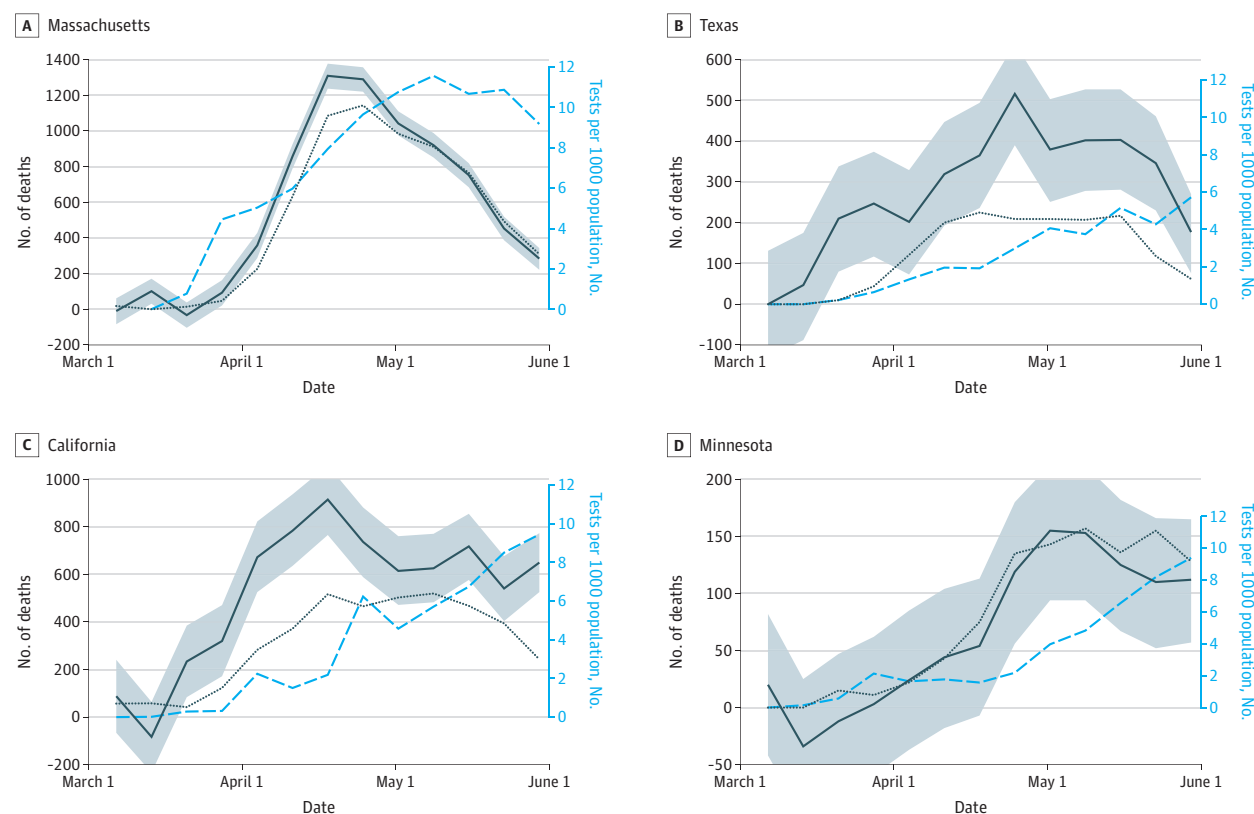 A Massachusetts
1400
1200
1000
800
600
400
200
0
-200
No. of deaths
12
10
8
6
4
2
0
Tests per 1000 population, No.
March 1
April 1
May 1
June 1
Date
B Texas
600
500
400
300
200
100
0
-100
No. of deaths
12
10
8
6
4
2
0
Tests per 1000 population, No.
March 1
April 1
May 1
June 1
Date
C California
1000
800
600
400
200
0
-200
No. of deaths
12
10
8
6
4
2
0
Tests per 1000 population, No.
March 1
April 1
May 1
June 1
Date
D Minnesota
200
150
100
50
0
-50
No. of deaths
12
10
8
6
4
2
0
Tests per 1000 population, No.
March 1
April 1
May 1
June 1
Date